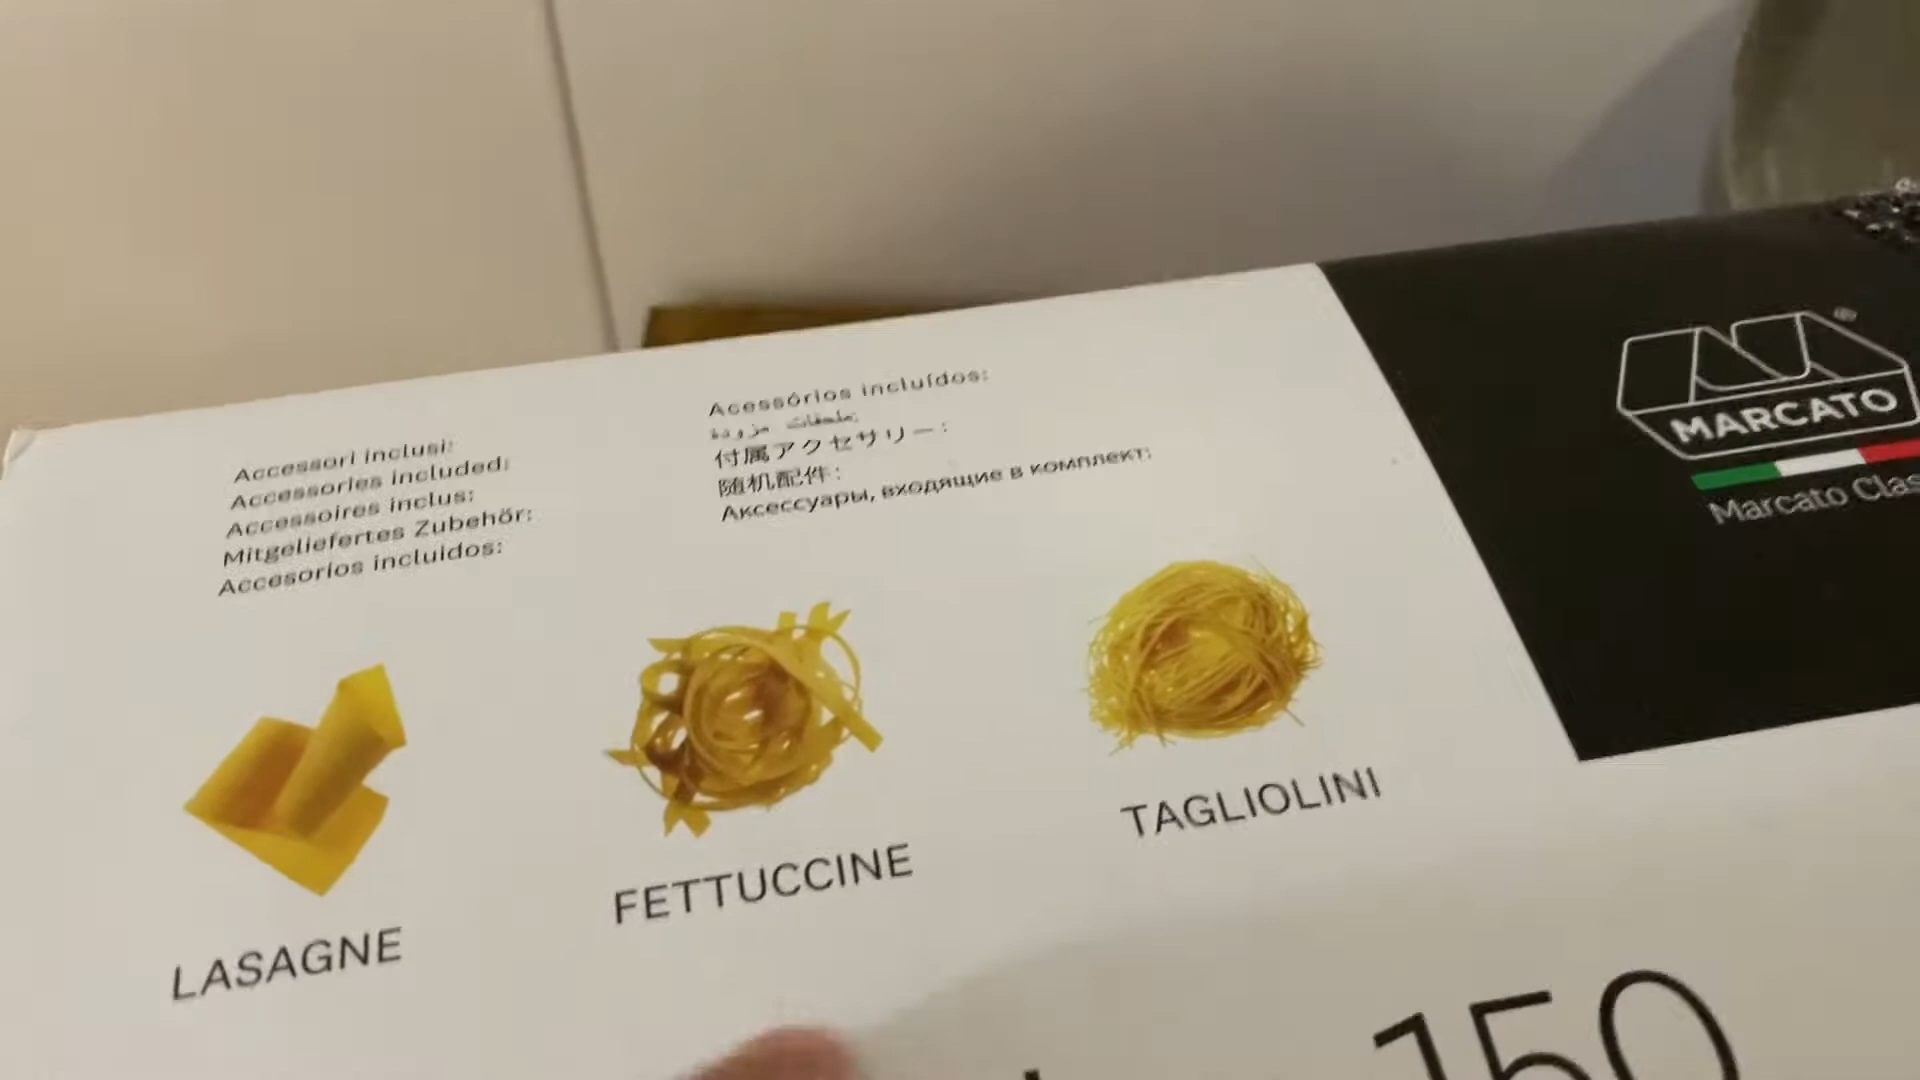 Accessori inclusi:
Accessories included:
Accessoires inclus:
Mitgeliefertes Zubehör:
Accesorios incluidos:
Acessórios incluídos:
ملحقات مزودة:
付属アクセサリー:
随机配件:
Аксессуары, входящие в комплект:
LASAGNE
FETTUCCINE
TAGLIOLINI
MARCATO
®
Marcato
150